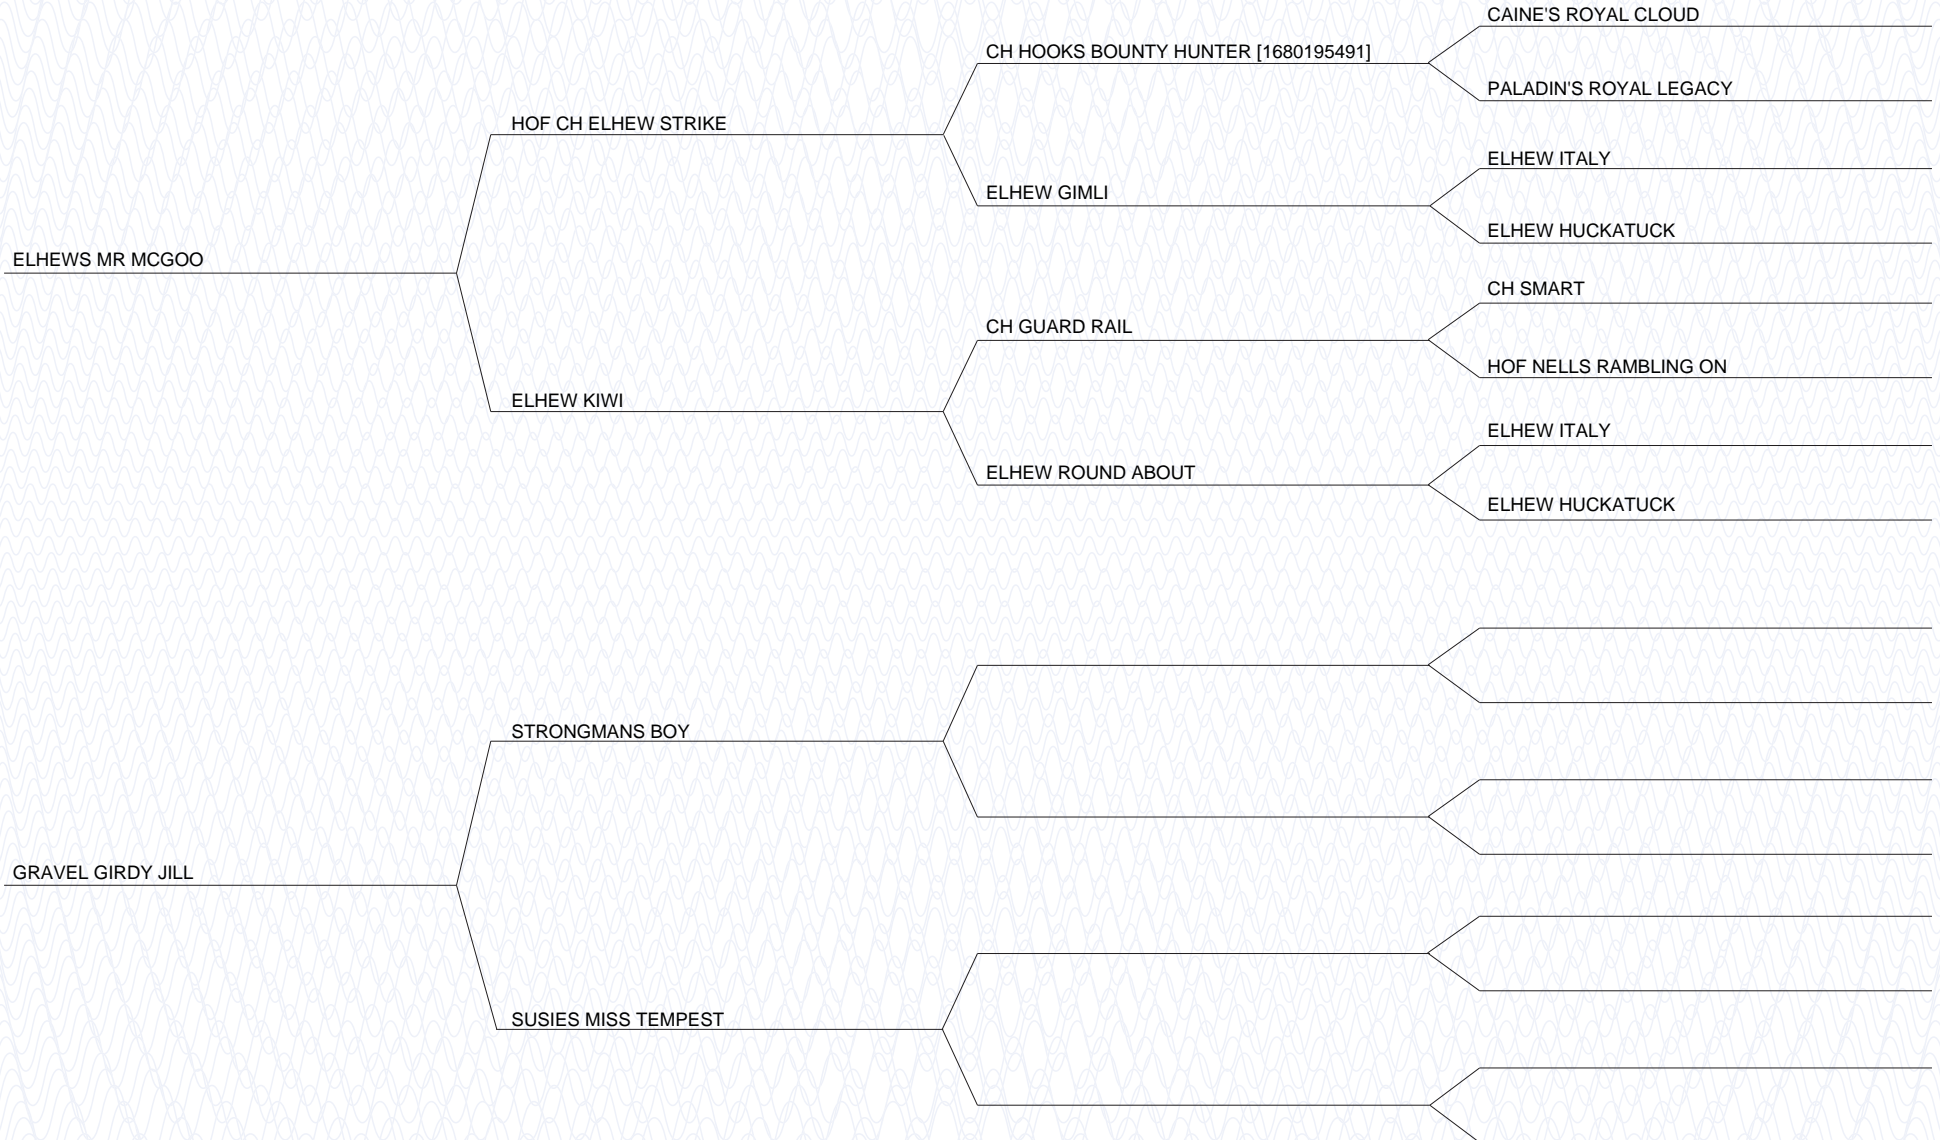 CAINE'S ROYAL CLOUD
CH HOOKS BOUNTY HUNTER [1680195491]
PALADIN'S ROYAL LEGACY
HOF CH ELHEW STRIKE
ELHEW ITALY
ELHEW GIMLI
ELHEW HUCKATUCK
ELHEWS MR MCGOO
CH SMART
CH GUARD RAIL
HOF NELLS RAMBLING ON
ELHEW KIWI
ELHEW ITALY
ELHEW ROUND ABOUT
ELHEW HUCKATUCK
STRONGMANS BOY
GRAVEL GIRDY JILL
SUSIES MISS TEMPEST